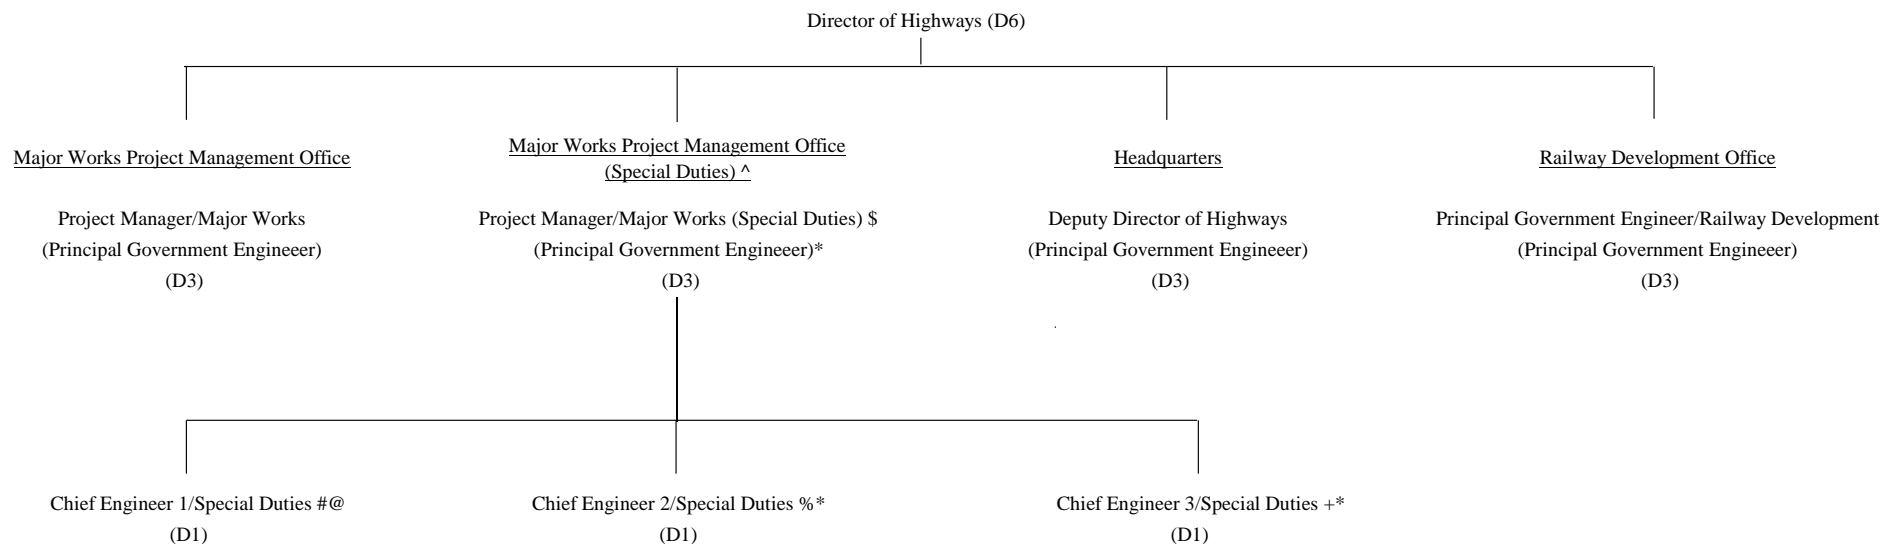 Director of Highways (D6)
Major Works Project Management Office
Major Works Project Management Office
(Special Duties) ^
Headquarters
Railway Development Office
Project Manager/Major Works
(Principal Government Engineeer)
(D3)
Project Manager/Major Works (Special Duties) $
(Principal Government Engineeer)*
(D3)
Deputy Director of Highways
(Principal Government Engineeer)
(D3)
Principal Government Engineer/Railway Development
(Principal Government Engineeer)
(D3)
Chief Engineer 1/Special Duties #@
(D1)
Chief Engineer 2/Special Duties %*
(D1)
Chief Engineer 3/Special Duties +*
(D1)